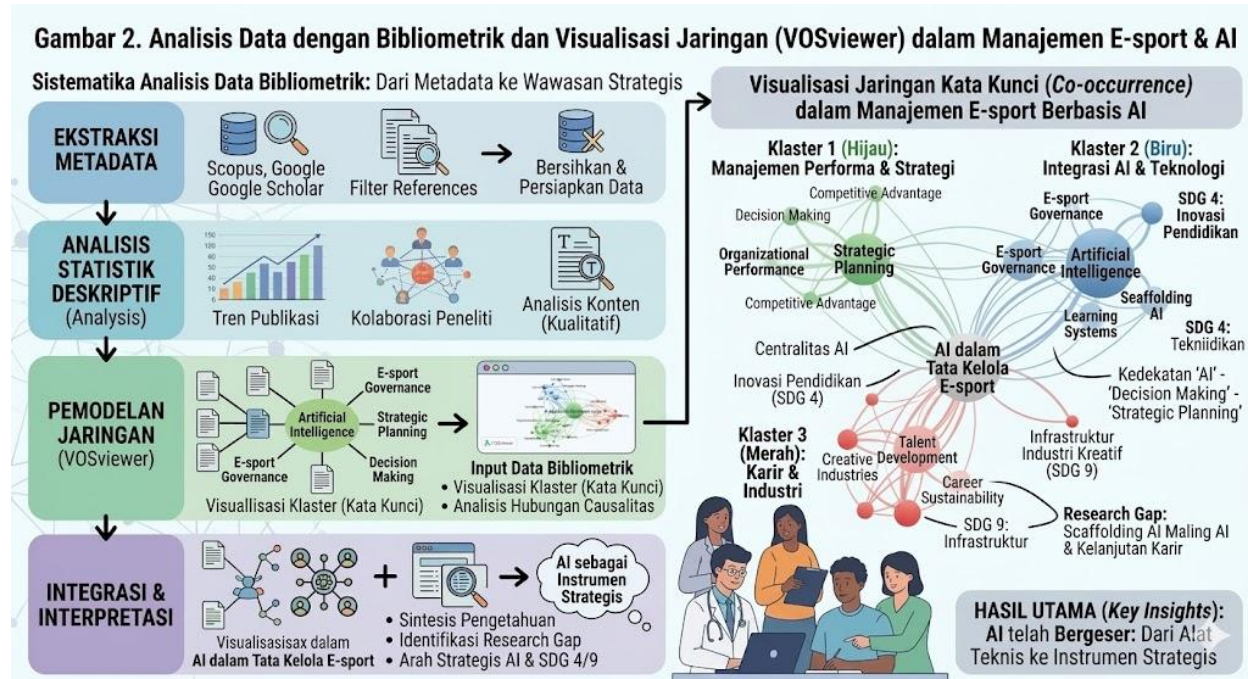 Gambar 2. Analisis Data dengan Bibliometrik dan Visualisasi Jaringan (VOSviewer) dalam Manajemen E-sport & AI
Sistematika Analisis Data Bibliometrik: Dari Metadata ke Wawasan Strategis
EKSTRAKSI
METADATA
Scopus, Google
Google Scholar
Filter References
Bersihkan &
Persiapkan Data
ANALISIS
STATISTIK
DESKRIPTIF
(Analysis)
Tren Publikasi
Kolaborasi Peneliti
T
T
Analisis Konten
(Kualitatif)
PEMODELAN
JARINGAN
(VOSviewer)
E-sport
Governance
Artificial
Intelligence
Strategic
Planning
E-sport
Governance
Decision
Making
Visuallisasi Klaster (Kata Kunci)
Input Data Bibliometrik
• Visualisasi Klaster (Kata Kunci)
• Analisis Hubungan Causalitas
INTEGRASI &
INTERPRETASI
Visualisasisax dalam
AI dalam Tata Kelola E-sport
+
• Sintesis Pengetahuan
• Identifikasi Research Gap
• Arah Strategis AI & SDG 4/9
AI sebagai
Instrumen
Strategis
Visualisasi Jaringan Kata Kunci (Co-occurrence)
dalam Manajemen E-sport Berbasis AI
Klaster 1 (Hijau):
Manajemen Performa & Strategi
Competitive Advantage
Decision Making
Organizational
Performance
Strategic
Planning
Competitive Advantage
Klaster 2 (Biru):
Integrasi AI & Teknologi
E-sport
Governance
SDG 4:
Inovasi
Pendidikan
E-sport
Governance
Artificial
Intelligence
Seaffolding
AI
Learning
Systems
SDG 4:
Tekniidikan
Centralitas AI
AI dalam
Tata Kelola
E-sport
Inovasi Pendidikan
(SDG 4)
Kedekatan 'AI' -
'Decision Making' -
'Strategic Planning'
Klaster 3
(Merah):
Karir &
Industri
Creative
Industries
Talent
Development
Career
Sustainability
Infrastruktur
Industri Kreatif
(SDG 9)
SDG 9:
Infrastruktur
Research Gap:
Scaffolding AI Maling AI
& Kelanjutan Karir
HASIL UTAMA (Key Insights):
AI telah Bergeser: Dari Alat
Teknis ke Instrumen Strategis